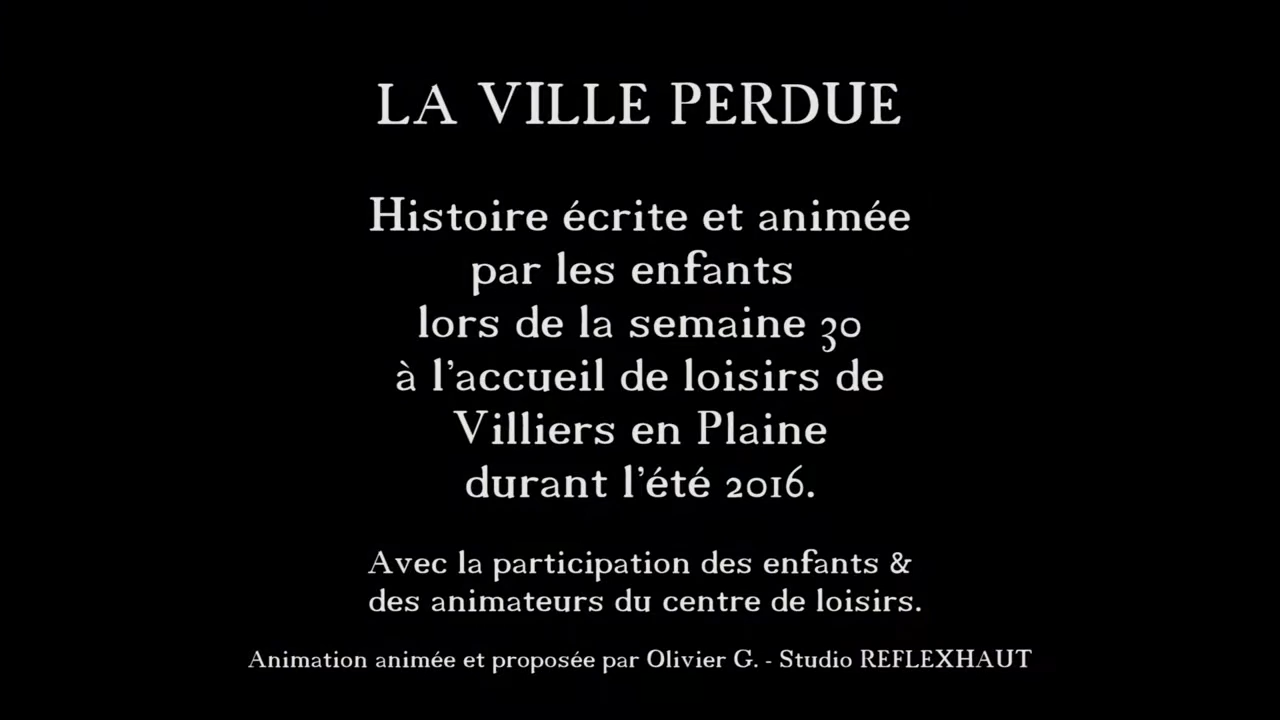 LA VILLE PERDUE
Histoire écrite et animée
par les enfants
lors de la semaine 30
à l'accueil de loisirs de
Villiers en Plaine
durant l'été 2016.
Avec la participation des enfants &
des animateurs du centre de loisirs.
Animation animée et proposée par Olivier G. - Studio REFLEXHAUT